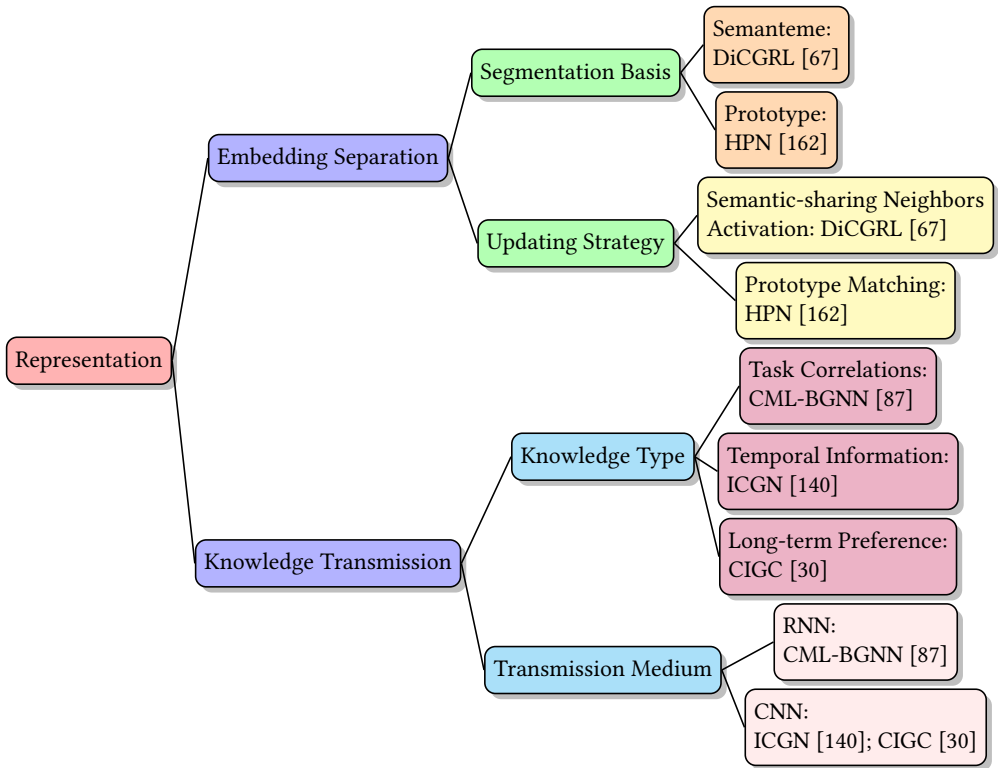 Representation
Embedding Separation
Segmentation Basis
Semanteme:
DiCGRL [67]
Prototype:
HPN [162]
Updating Strategy
Semantic-sharing Neighbors
Activation: DiCGRL [67]
Prototype Matching:
HPN [162]
Knowledge Transmission
Knowledge Type
Task Correlations:
CML-BGNN [87]
Temporal Information:
ICGN [140]
Long-term Preference:
CIGC [30]
Transmission Medium
RNN:
CML-BGNN [87]
CNN:
ICGN [140]; CIGC [30]